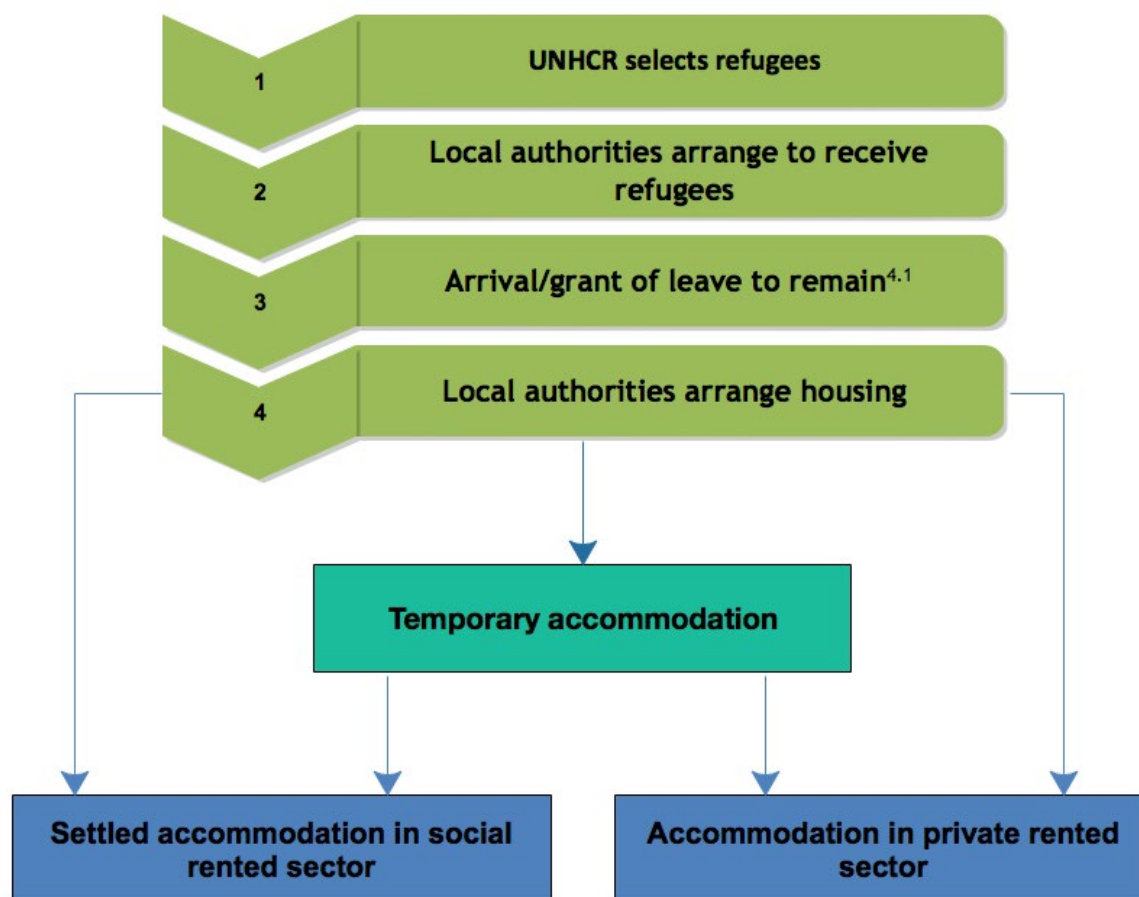 1
UNHCR selects refugees
2
Local authorities arrange to receive
refugees
3
Arrival/grant of leave to remain4.1
4
Local authorities arrange housing
Temporary accommodation
Settled accommodation in social
rented sector
Accommodation in private rented
sector